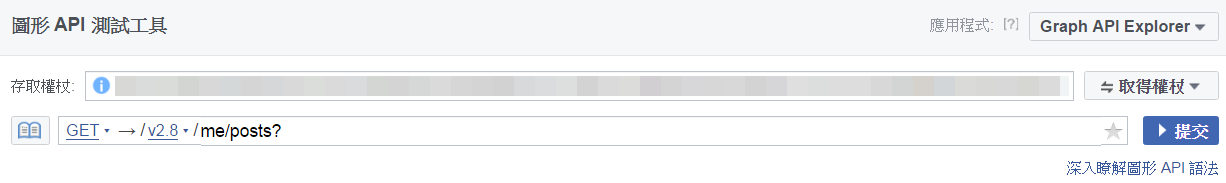 圖形 API 測試工具
應用程式: [?] Graph API Explorer
存取權杖: 取得權杖
GET → / v2.8 / me/posts? 提交
深入瞭解圖形 API 語法